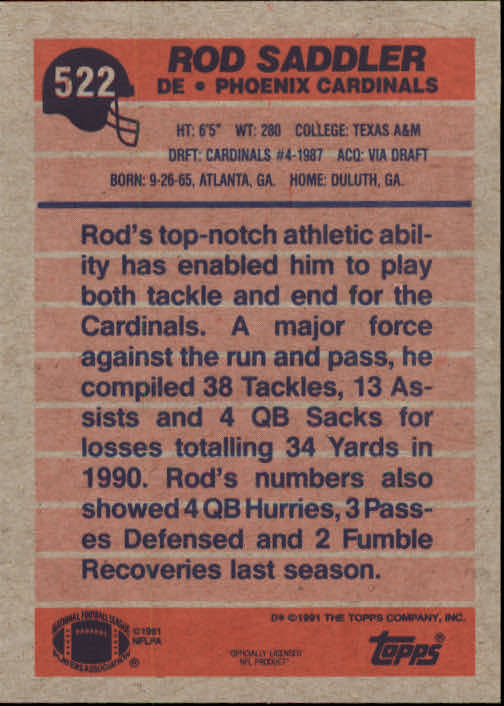 522
ROD SADDLER
DE • PHOENIX CARDINALS
HT: 6'5" WT: 280 COLLEGE: TEXAS A&M
DRFT: CARDINALS #4-1987 ACQ: VIA DRAFT
BORN: 9-26-65, ATLANTA, GA. HOME: DULUTH, GA.
Rod's top-notch athletic abil-
ity has enabled him to play
both tackle and end for the
Cardinals. A major force
against the run and pass, he
compiled 38 Tackles, 13 As-
sists and 4 QB Sacks for
losses totalling 34 Yards in
1990. Rod's numbers also
showed 4 QB Hurries, 3 Pass-
es Defensed and 2 Fumble
Recoveries last season.
NATIONAL FOOTBALL LEAGUE
PLAYERS ASSOCIATION
®
©1991
NFLPA
D* ©1991 THE TOPPS COMPANY, INC.
"OFFICIALLY LICENSED
NFL PRODUCT"
topps®